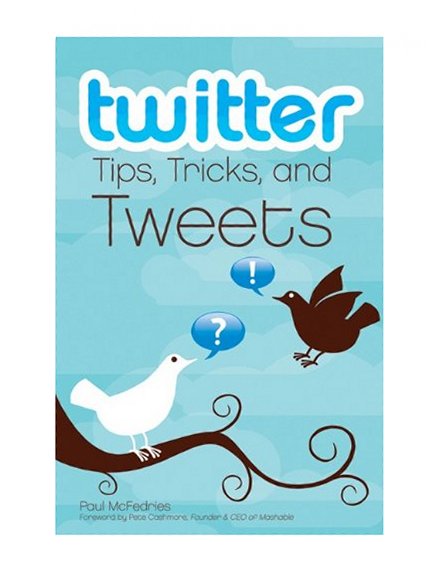 twitter
Tips, Tricks, and
Tweets
!
?
Paul McFedries
Foreword by Pete Cashmore, Founder & CEO of Mashable